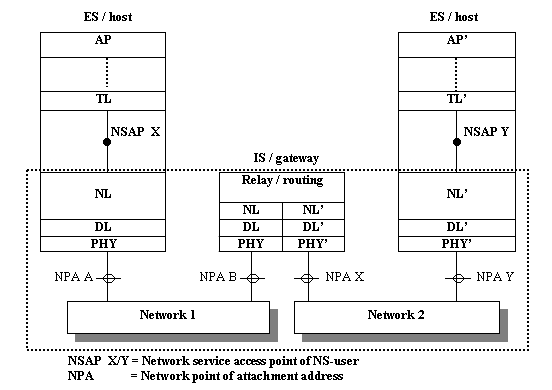 ES / host ES / host
AP AP’
TL TL’
NSAP X NSAP Y
IS / gateway
Relay / routing
NL NL NL’ NL’
DL DL DL’ DL’
PHY PHY PHY’ PHY’
NPA A NPA B NPA X NPA Y
Network 1 Network 2
NSAP X/Y = Network service access point of NS-user
NPA = Network point of attachment address